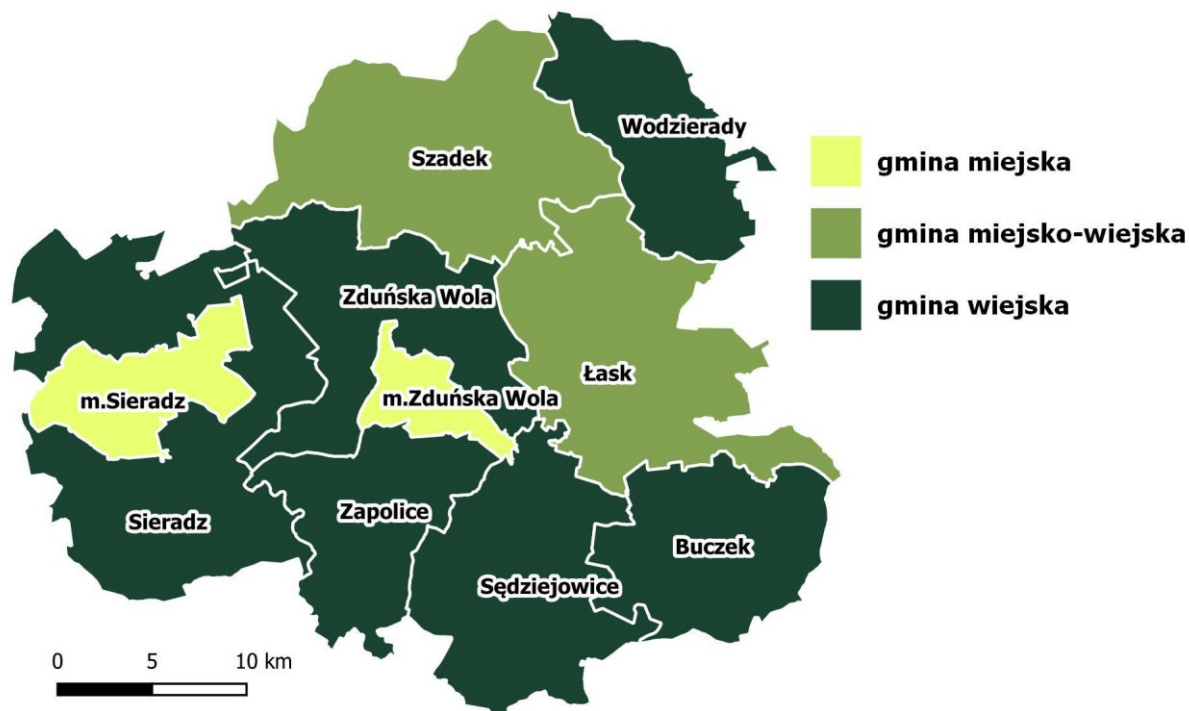 Wodzierady
Szadek
gmina miejska
gmina miejsko-wiejska
gmina wiejska
Zduńska Wola
Łask
m.Sieradz
m.Zduńska Wola
Zapolice
Sieradz
Buczek
Sędziejowice
0 5 10 km